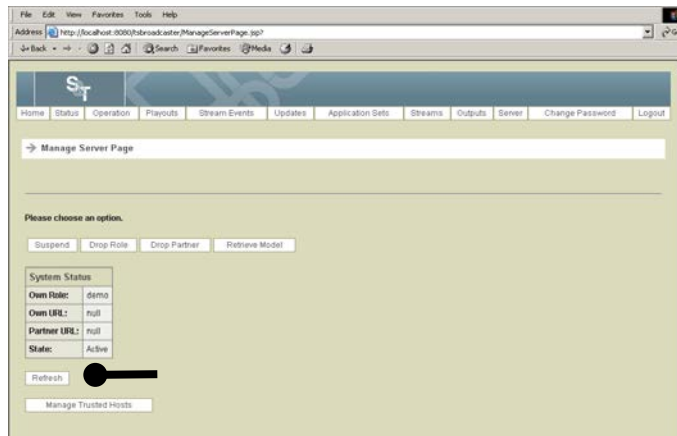 File Edit View Favorites Tools Help
Address http://localhost:8080/tsbroadcaster/ManageServerPage.jsp?
Back Search Favorites Media
ST
Home Status Operation Playouts Stream Events Updates Application Sets Streams Outputs Server Change Password Logout
Manage Server Page
Please choose an option.
Suspend Drop Role Drop Partner Retrieve Model
System Status
Own Role: demo
Own URL: null
Partner URL: null
State: Active
Refresh
Manage Trusted Hosts